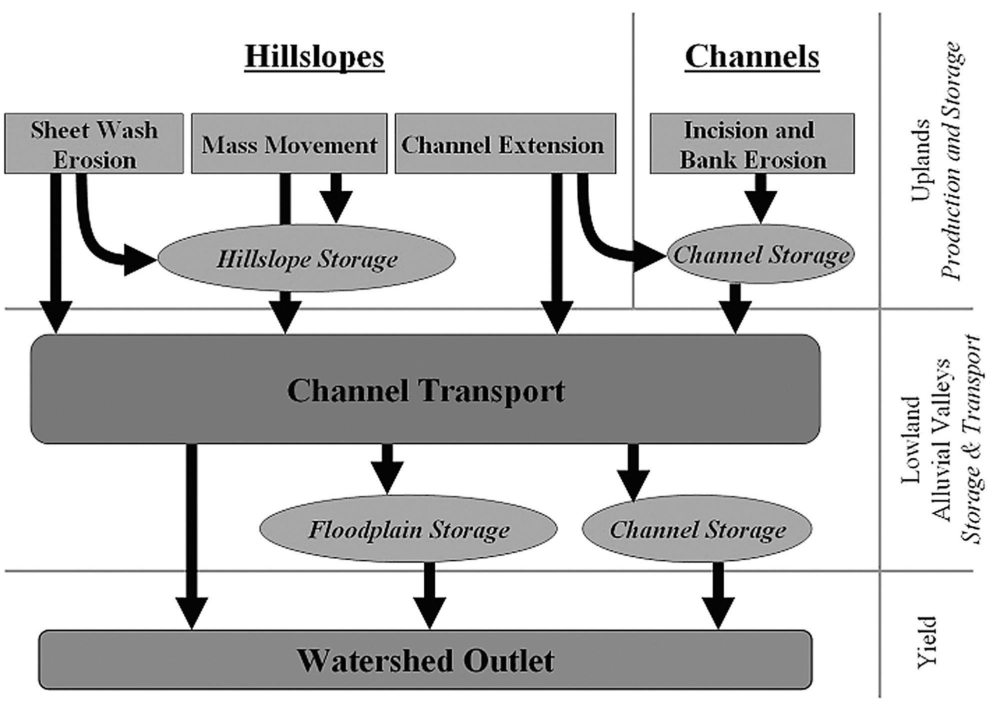 Hillslopes
Channels
Sheet Wash
Erosion
Mass Movement
Channel Extension
Incision and
Bank Erosion
Hillslope Storage
Channel Storage
Uplands
Production and Storage
Channel Transport
Floodplain Storage
Channel Storage
Lowland
Alluvial Valleys
Storage & Transport
Watershed Outlet
Yield